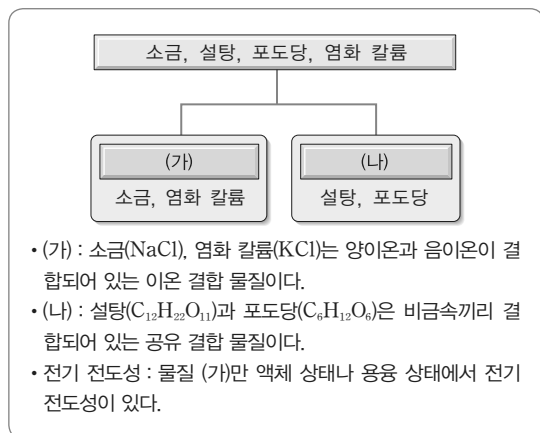 소금, 설탕, 포도당, 염화 칼륨
(가)
소금, 염화 칼륨
(나)
설탕, 포도당
• (가) : 소금(NaCl), 염화 칼륨(KCl)는 양이온과 음이온이 결
합되어 있는 이온 결합 물질이다.
• (나) : 설탕(C₁₂H₂₂O₁₁)과 포도당(C₆H₁₂O₆)은 비금속끼리 결
합되어 있는 공유 결합 물질이다.
• 전기 전도성 : 물질 (가)만 액체 상태나 용융 상태에서 전기
전도성이 있다.